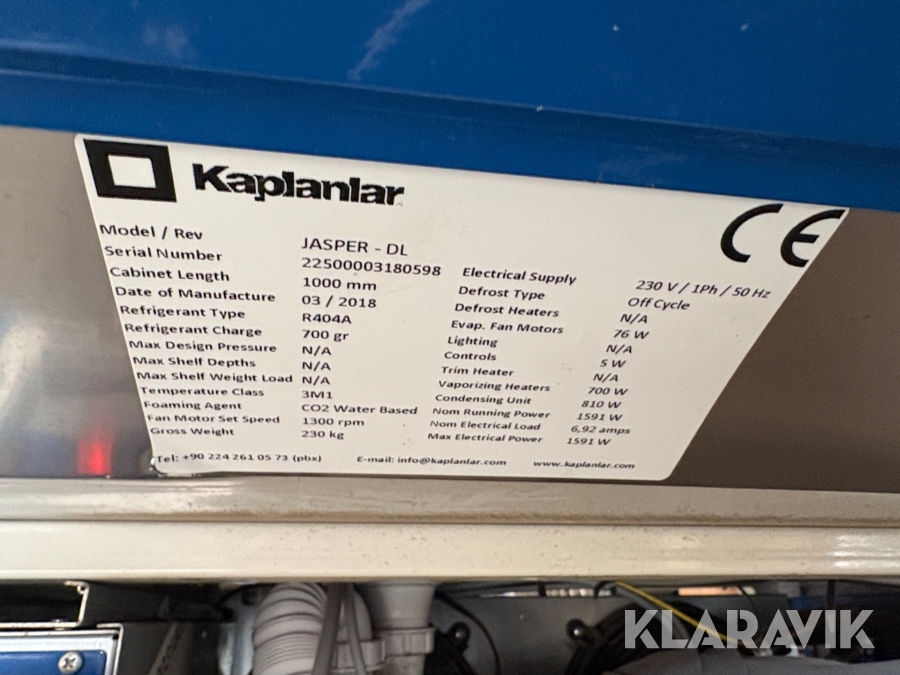 Kaplanlar
CE
Model / Rev JASPER - DL
Serial Number 22500003180598
Cabinet Length 1000 mm
Date of Manufacture 03 / 2018
Refrigerant Type R404A
Refrigerant Charge 700 gr
Max Design Pressure N/A
Max Shelf Depths N/A
Max Shelf Weight Load N/A
Temperature Class 3M1
Foaming Agent CO2 Water Based
Fan Motor Set Speed 1300 rpm
Gross Weight 230 kg
Electrical Supply 230 V / 1Ph / 50 Hz
Defrost Type Off Cycle
Defrost Heaters N/A
Evap. Fan Motors 76 W
Lighting N/A
Controls 5 W
Trim Heater N/A
Vaporizing Heaters 700 W
Condensing Unit 810 W
Nom Running Power 1591 W
Nom Electrical Load 6,92 amps
Max Electrical Power 1591 W
Tel: +90 224 261 05 73 (pbx) E-mail: info@kaplanlar.com www.kaplanlar.com
KLARAVIK